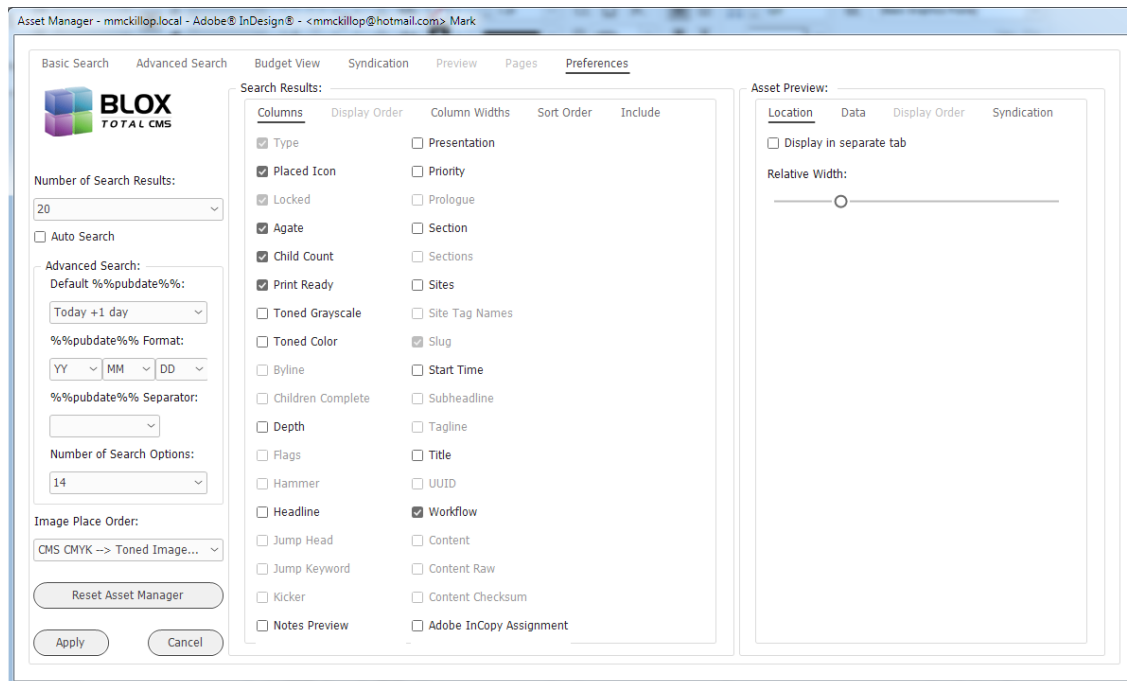 Asset Manager - mmckillop.local - Adobe® InDesign® - <mmckillop@hotmail.com> Mark
Basic Search Advanced Search Budget View Syndication Preview Pages Preferences
BLOX
TOTAL CMS
Number of Search Results:
20
Auto Search
Advanced Search:
Default %%pubdate%%:
Today +1 day
%%pubdate%% Format:
YY MM DD
%%pubdate%% Separator:
Number of Search Options:
14
Image Place Order:
CMS CMYK --> Toned Image...
Reset Asset Manager
Apply Cancel
Search Results:
Columns Display Order Column Widths Sort Order Include
Type Presentation
Placed Icon Priority
Locked Prologue
Agate Section
Child Count Sections
Print Ready Sites
Toned Grayscale Site Tag Names
Toned Color Slug
Byline Start Time
Children Complete Subheadline
Depth Tagline
Flags Title
Hammer UUID
Headline Workflow
Jump Head Content
Jump Keyword Content Raw
Kicker Content Checksum
Notes Preview Adobe InCopy Assignment
Asset Preview:
Location Data Display Order Syndication
Display in separate tab
Relative Width: